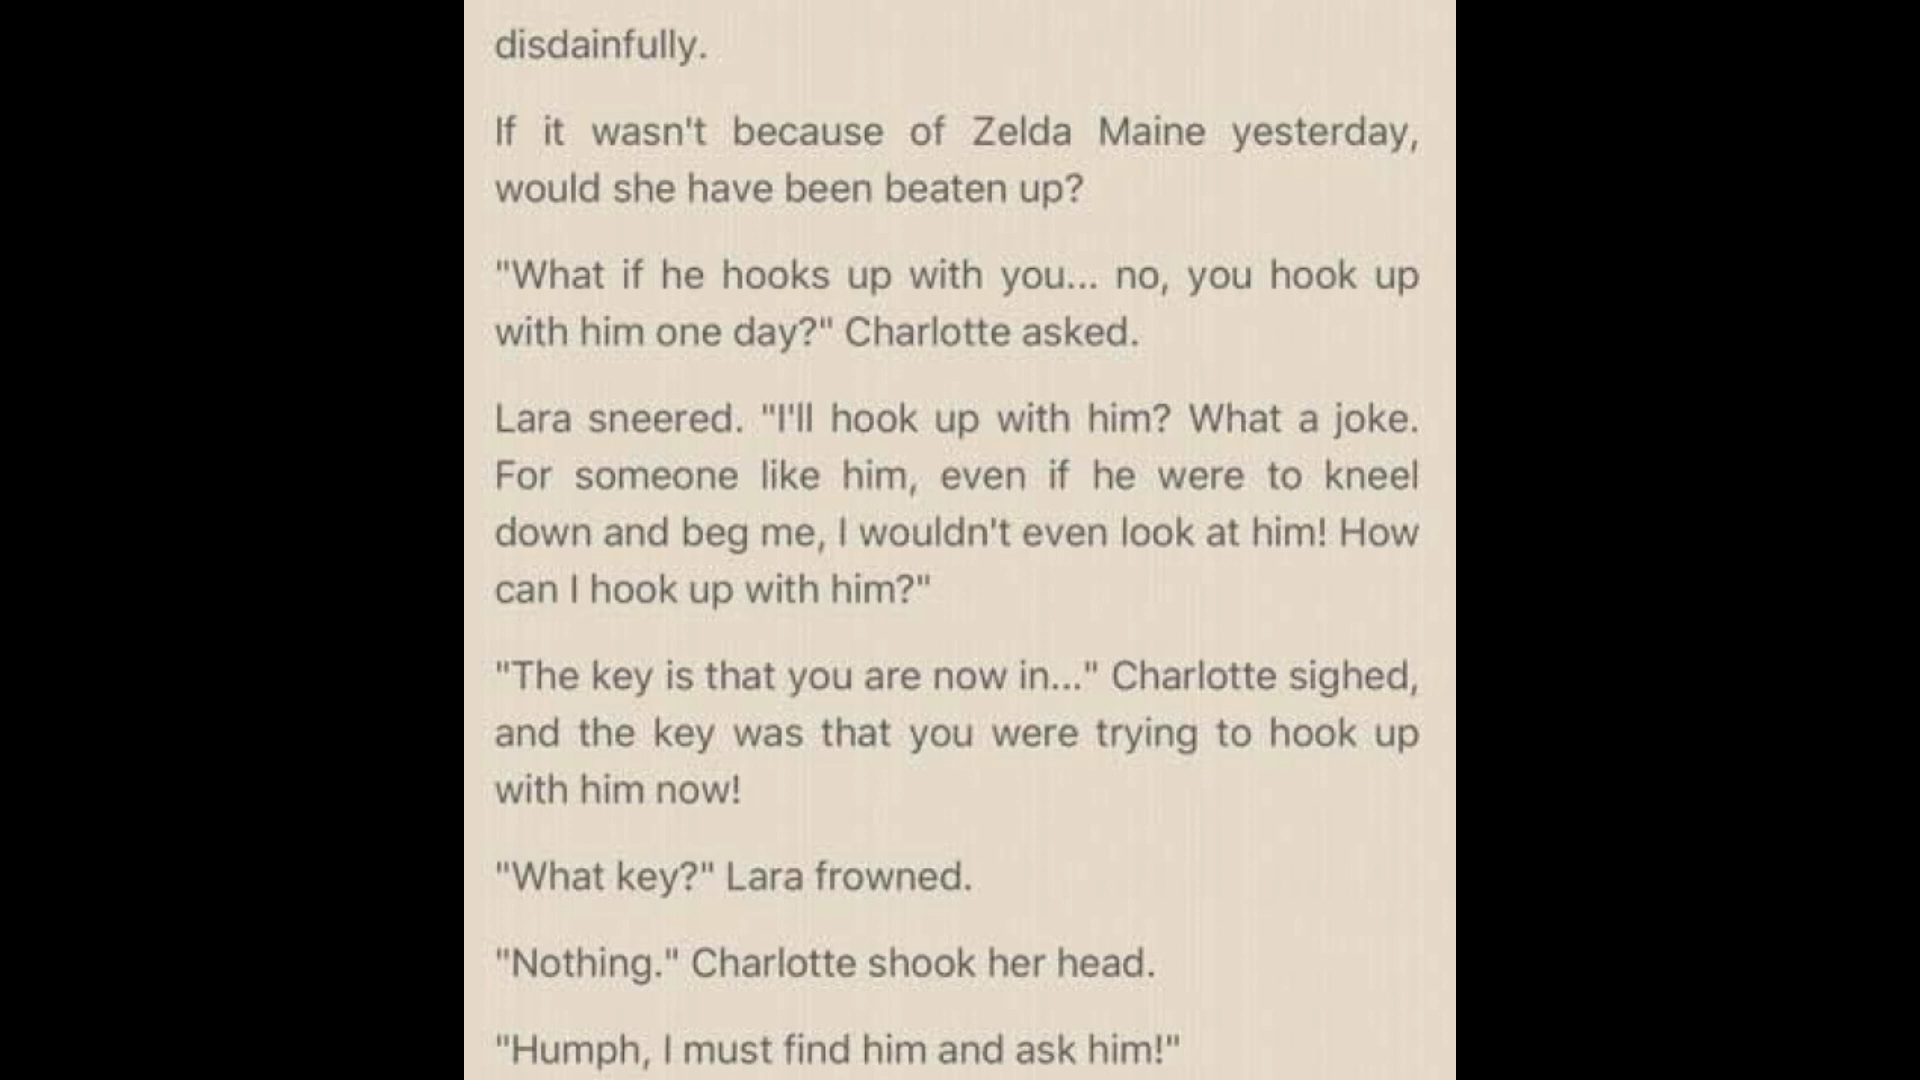 disdainfully.
If it wasn't because of Zelda Maine yesterday,
would she have been beaten up?
"What if he hooks up with you... no, you hook up
with him one day?" Charlotte asked.
Lara sneered. "I'll hook up with him? What a joke.
For someone like him, even if he were to kneel
down and beg me, I wouldn't even look at him! How
can I hook up with him?"
"The key is that you are now in..." Charlotte sighed,
and the key was that you were trying to hook up
with him now!
"What key?" Lara frowned.
"Nothing." Charlotte shook her head.
"Humph, I must find him and ask him!"